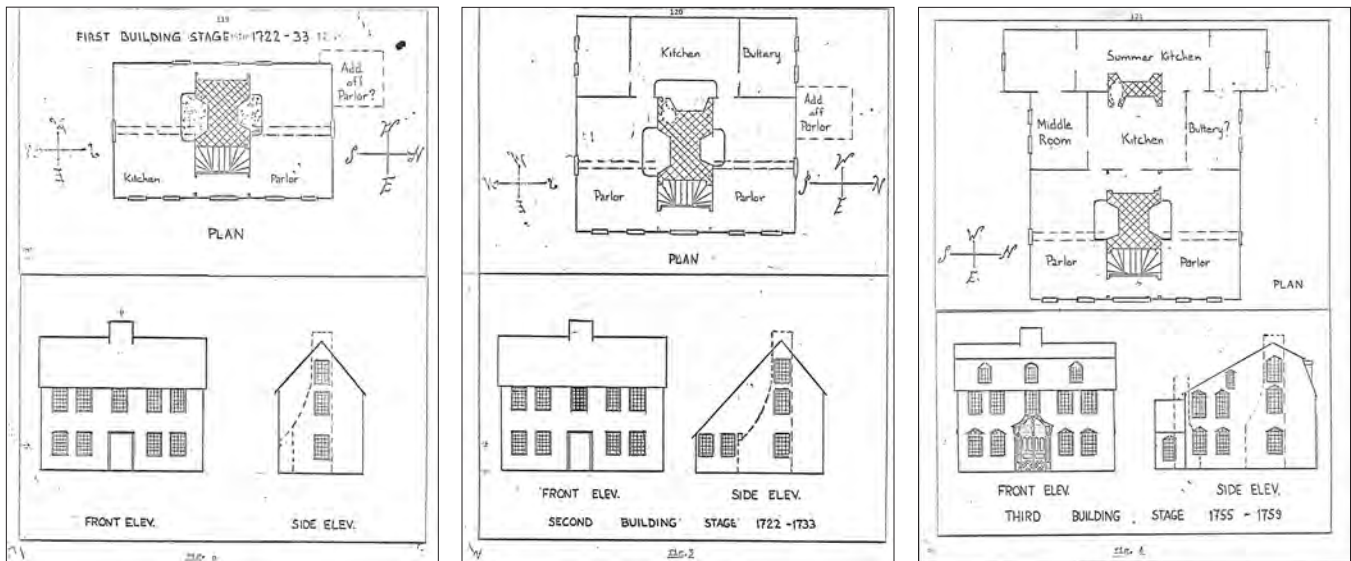 119
FIRST BUILDING STAGE 1722-33
Add
off
Parlor?
S N
W
E
Kitchen
Parlor
PLAN
FRONT ELEV.
SIDE ELEV.
120
Kitchen
Buttery
Add
off
Parlor
W
S N
E
Parlor
Parlor
PLAN
FRONT ELEV.
SIDE ELEV.
SECOND BUILDING STAGE 1722-1733
121
Summer Kitchen
Middle
Room
Kitchen
Buttery?
W
S N
E
Parlor
Parlor
PLAN
FRONT ELEV.
SIDE ELEV.
THIRD BUILDING STAGE 1755 - 1759